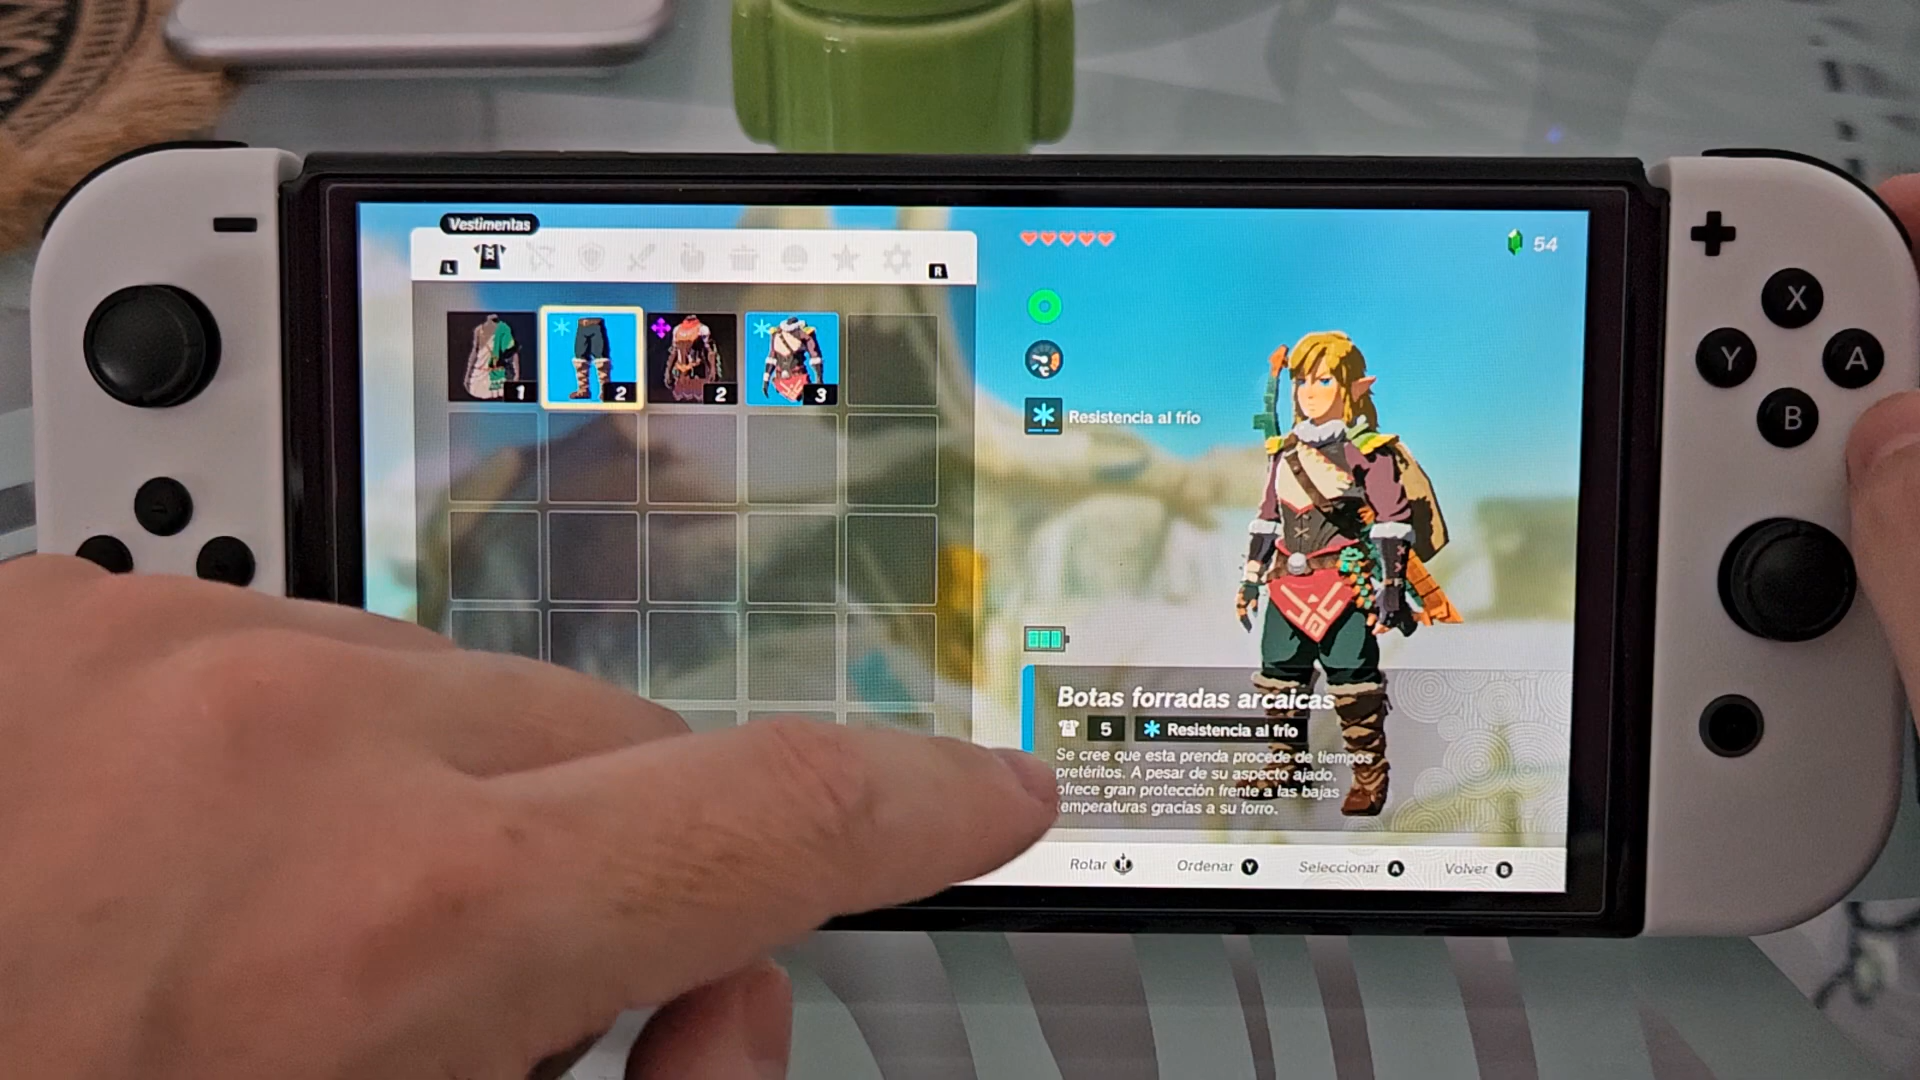 Vestimentas
L
R
54
1
2
2
3
Resistencia al frío
Botas forradas arcaicas
5 Resistencia al frío
Se cree que esta prenda procede de tiempos
pretéritos. A pesar de su aspecto ajado,
ofrece gran protección frente a las bajas
temperaturas gracias a su forro.
Rotar R Ordenar Y Seleccionar A Volver B
X
Y
A
B